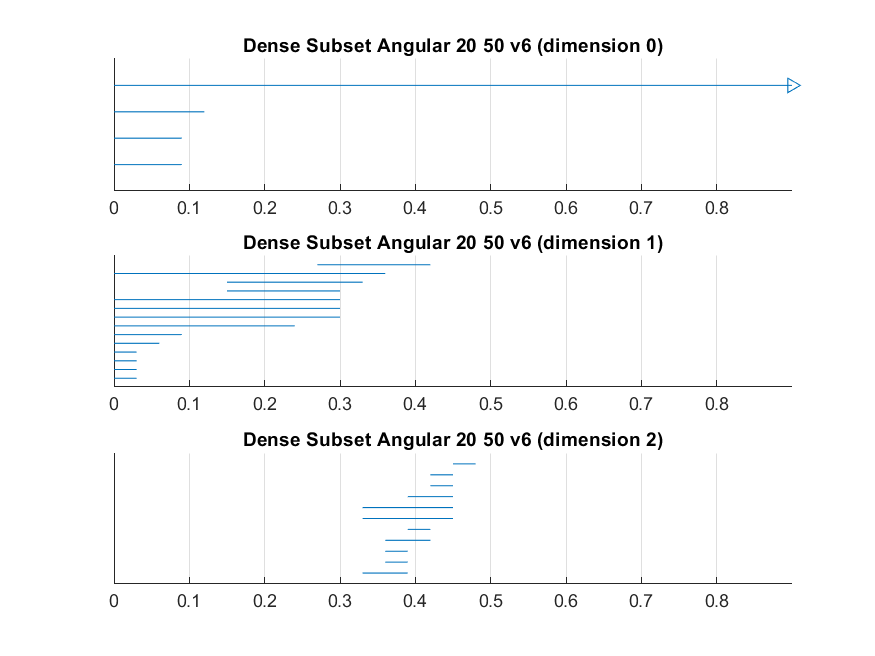 Dense Subset Angular 20 50 v6 (dimension 0)
0 0.1 0.2 0.3 0.4 0.5 0.6 0.7 0.8
Dense Subset Angular 20 50 v6 (dimension 1)
0 0.1 0.2 0.3 0.4 0.5 0.6 0.7 0.8
Dense Subset Angular 20 50 v6 (dimension 2)
0 0.1 0.2 0.3 0.4 0.5 0.6 0.7 0.8